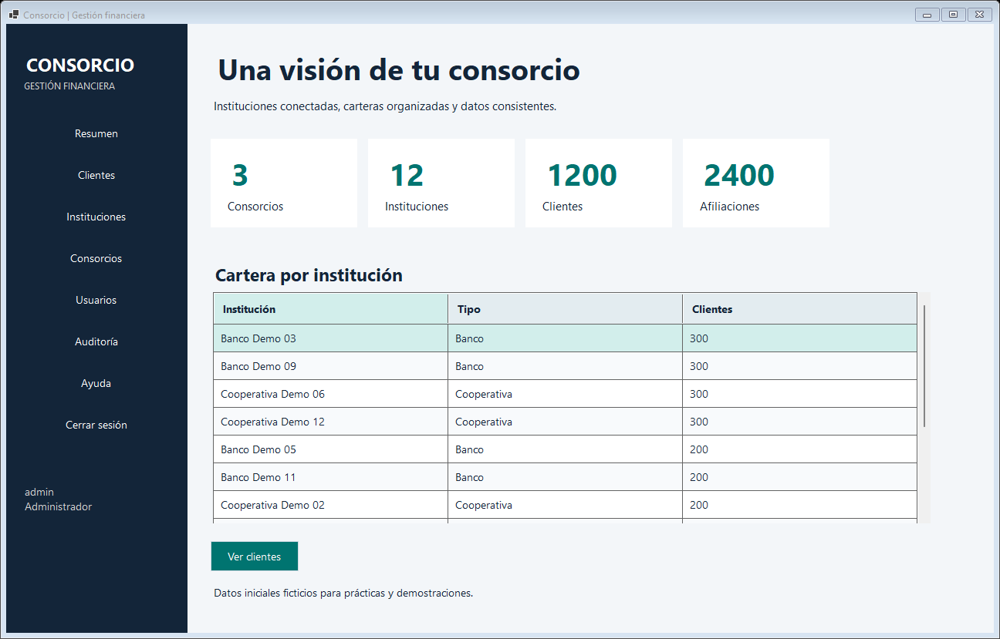 Consorcio | Gestión financiera
CONSORCIO
GESTIÓN FINANCIERA
Resumen
Clientes
Instituciones
Consorcios
Usuarios
Auditoría
Ayuda
Cerrar sesión
admin
Administrador
Una visión de tu consorcio
Instituciones conectadas, carteras organizadas y datos consistentes.
3
Consorcios
12
Instituciones
1200
Clientes
2400
Afiliaciones
Cartera por institución
Institución Tipo Clientes
Banco Demo 03 Banco 300
Banco Demo 09 Banco 300
Cooperativa Demo 06 Cooperativa 300
Cooperativa Demo 12 Cooperativa 300
Banco Demo 05 Banco 200
Banco Demo 11 Banco 200
Cooperativa Demo 02 Cooperativa 200
Ver clientes
Datos iniciales ficticios para prácticas y demostraciones.